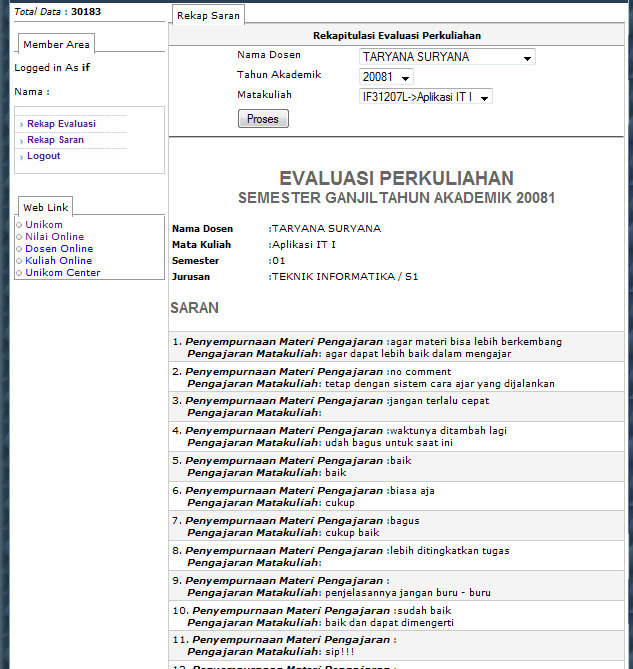 Total Data : 30183
Member Area
Logged in As if
Nama :
Rekap Evaluasi
Rekap Saran
Logout
Web Link
Unikom
Nilai Online
Dosen Online
Kuliah Online
Unikom Center
Rekap Saran
Rekapitulasi Evaluasi Perkuliahan
Nama Dosen TARYANA SURYANA
Tahun Akademik 20081
Matakuliah IF31207L->Aplikasi IT I
Proses
EVALUASI PERKULIAHAN
SEMESTER GANJILTAHUN AKADEMIK 20081
Nama Dosen :TARYANA SURYANA
Mata Kuliah :Aplikasi IT I
Semester :01
Jurusan :TEKNIK INFORMATIKA / S1
SARAN
1. Penyempurnaan Materi Pengajaran :agar materi bisa lebih berkembang
Pengajaran Matakuliah: agar dapat lebih baik dalam mengajar
2. Penyempurnaan Materi Pengajaran :no comment
Pengajaran Matakuliah: tetap dengan sistem cara ajar yang dijalankan
3. Penyempurnaan Materi Pengajaran :jangan terlalu cepat
Pengajaran Matakuliah:
4. Penyempurnaan Materi Pengajaran :waktunya ditambah lagi
Pengajaran Matakuliah: udah bagus untuk saat ini
5. Penyempurnaan Materi Pengajaran :baik
Pengajaran Matakuliah: baik
6. Penyempurnaan Materi Pengajaran :biasa aja
Pengajaran Matakuliah: cukup
7. Penyempurnaan Materi Pengajaran :bagus
Pengajaran Matakuliah: cukup baik
8. Penyempurnaan Materi Pengajaran :lebih ditingkatkan tugas
Pengajaran Matakuliah:
9. Penyempurnaan Materi Pengajaran :
Pengajaran Matakuliah: penjelasannya jangan buru - buru
10. Penyempurnaan Materi Pengajaran :sudah baik
Pengajaran Matakuliah: baik dan dapat dimengerti
11. Penyempurnaan Materi Pengajaran :
Pengajaran Matakuliah: sip!!!
12. Penyempurnaan Materi Pengajaran :